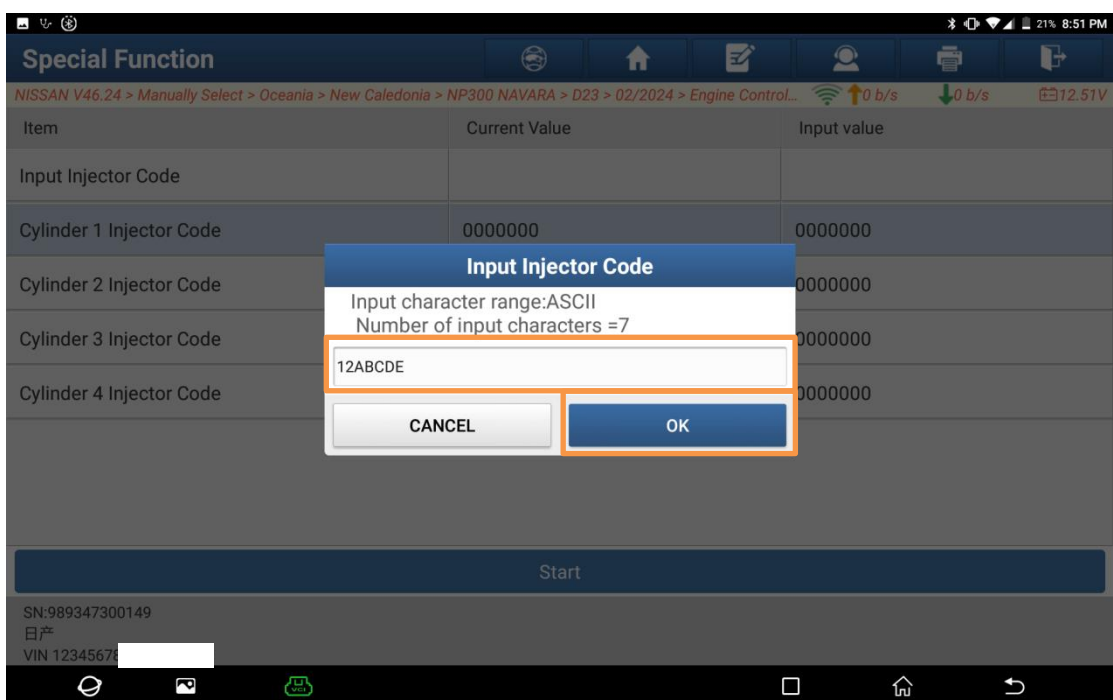 21% 8:51 PM
Special Function
NISSAN V46.24 > Manually Select > Oceania > New Caledonia > NP300 NAVARA > D23 > 02/2024 > Engine Control... 0 b/s 0 b/s 12.51V
Item Current Value Input value
Input Injector Code
Cylinder 1 Injector Code 0000000 0000000
Input Injector Code
Cylinder 2 Injector Code 0000000
Input character range:ASCII
Number of input characters =7
Cylinder 3 Injector Code 0000000
12ABCDE
Cylinder 4 Injector Code 0000000
CANCEL OK
Start
SN:989347300149
日产
VIN 12345678
VCI